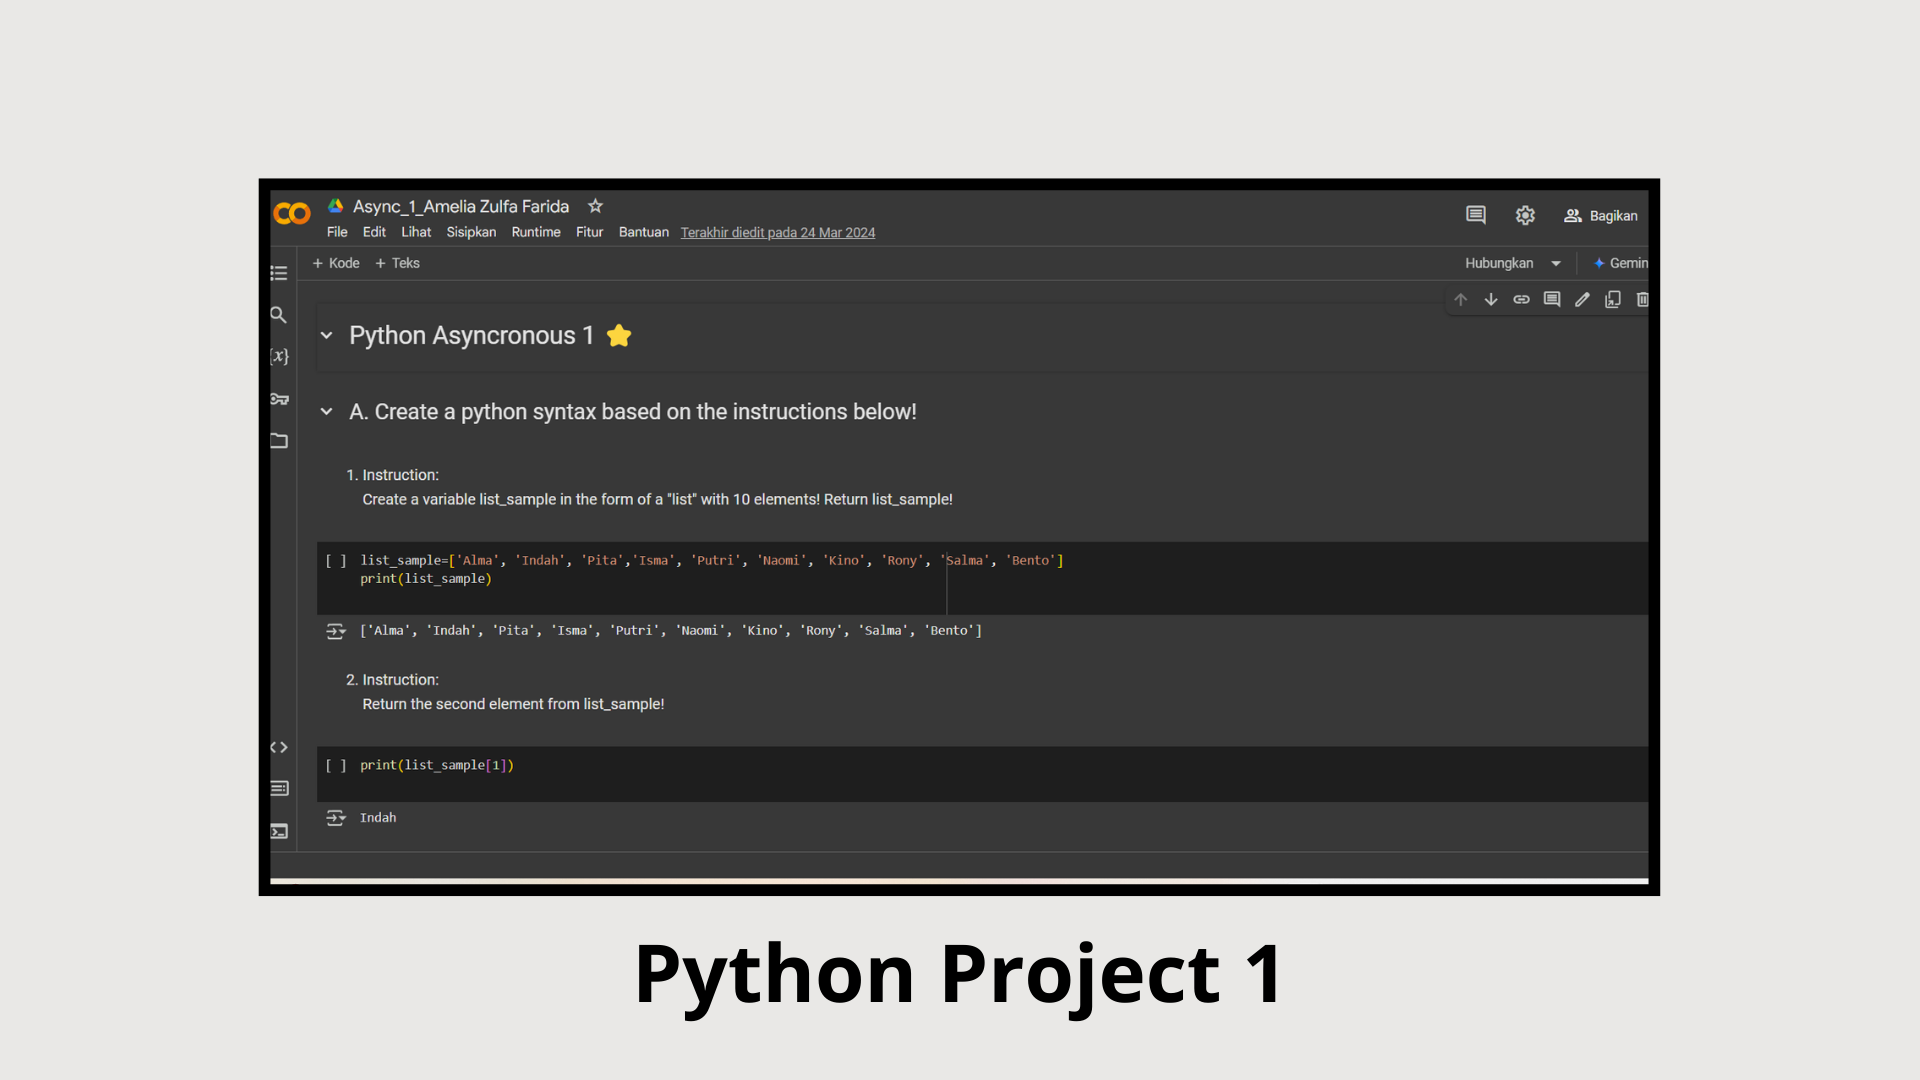 Async_1_Amelia Zulfa Farida
File Edit Lihat Sisipkan Runtime Fitur Bantuan Terakhir diedit pada 24 Mar 2024
Bagikan
+ Kode + Teks
Hubungkan
Gemin
{x}
Python Asyncronous 1
A. Create a python syntax based on the instructions below!
1. Instruction:
Create a variable list_sample in the form of a "list" with 10 elements! Return list_sample!
[ ] list_sample=['Alma', 'Indah', 'Pita','Isma', 'Putri', 'Naomi', 'Kino', 'Rony', 'Salma', 'Bento']
print(list_sample)
['Alma', 'Indah', 'Pita', 'Isma', 'Putri', 'Naomi', 'Kino', 'Rony', 'Salma', 'Bento']
2. Instruction:
Return the second element from list_sample!
[ ] print(list_sample[1])
Indah
Python Project 1